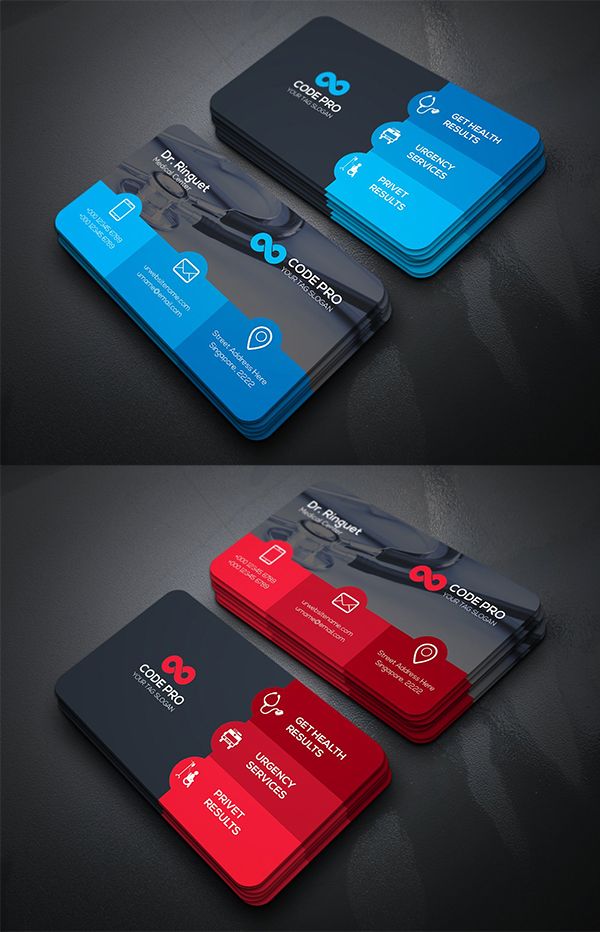 CODE PRO
YOUR TAG SLOGAN
GET HEALTH
RESULTS
URGENCY
SERVICES
PRIVET
RESULTS
Dr. Ringuet
Medical Center
+000 12345 6789
+000 12345 6789
urwebsitename.com
urname@email.com
Street Address Here
Singapore, 2222
CODE PRO
YOUR TAG SLOGAN
Dr. Ringuet
Medical Center
+000 12345 6789
+000 12345 6789
urwebsitename.com
urname@email.com
Street Address Here
Singapore, 2222
CODE PRO
YOUR TAG SLOGAN
CODE PRO
YOUR TAG SLOGAN
GET HEALTH
RESULTS
URGENCY
SERVICES
PRIVET
RESULTS